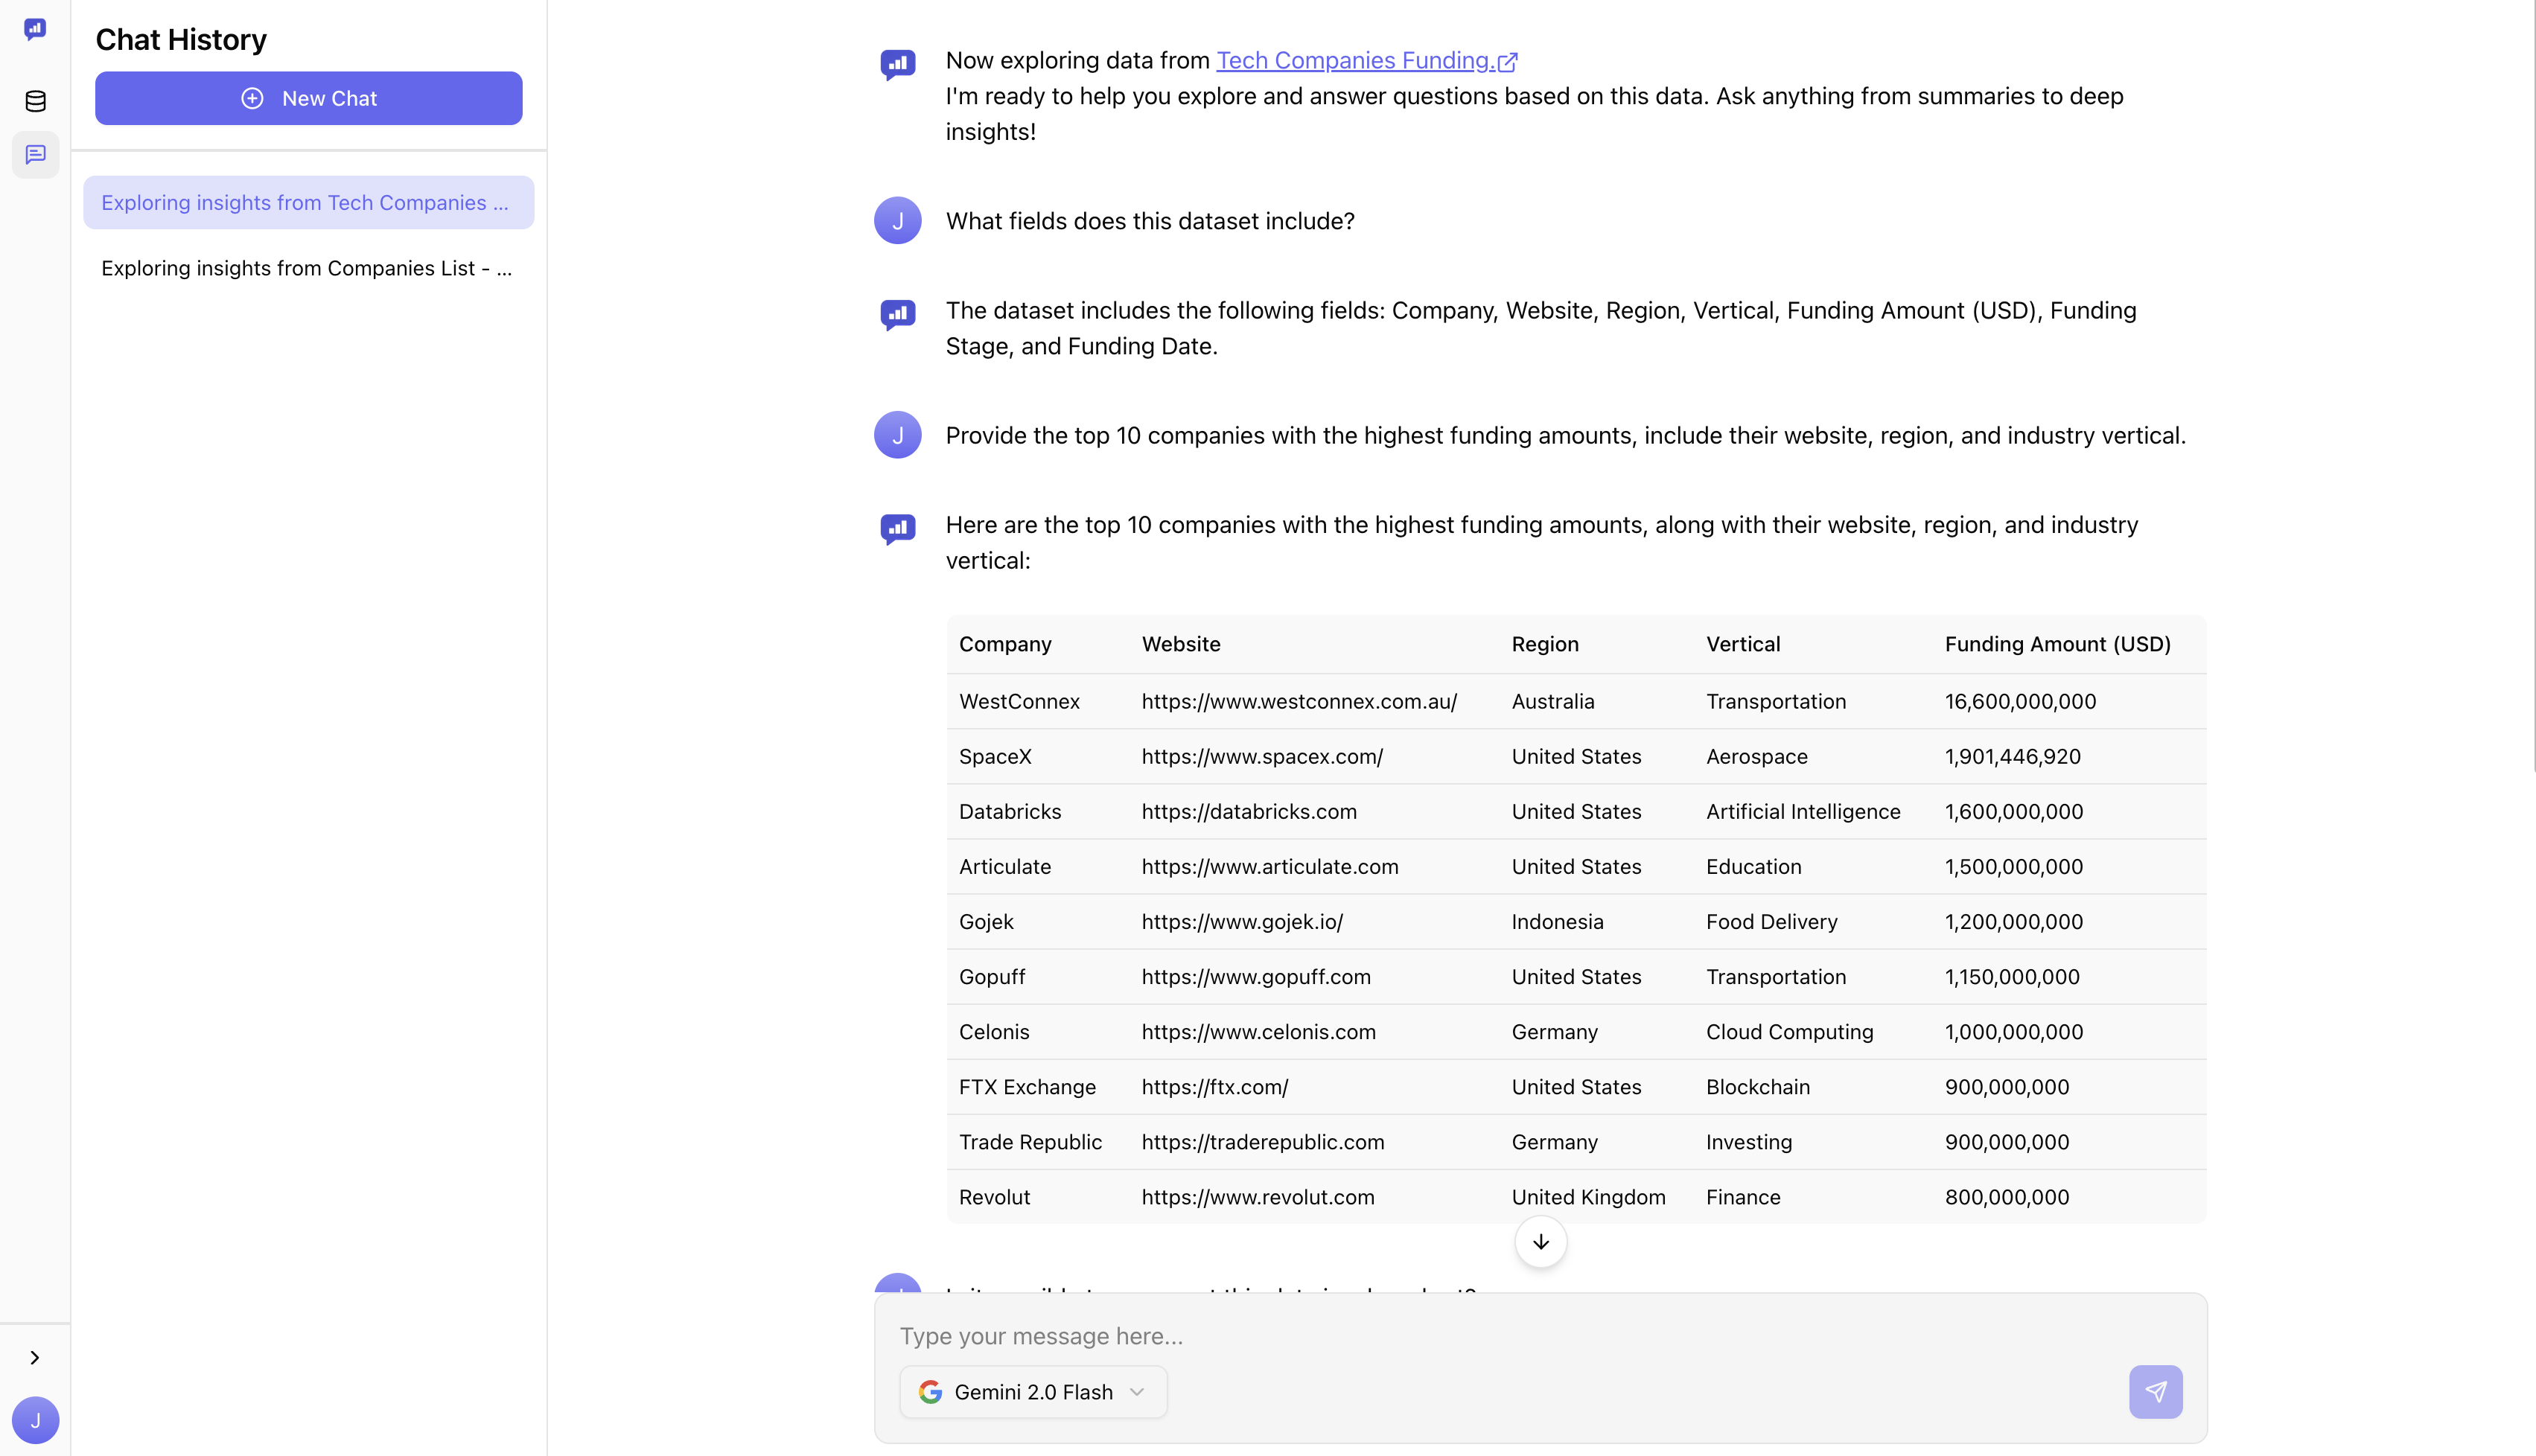 Chat History
New Chat
Exploring insights from Tech Companies ...
Exploring insights from Companies List - ...
J
Now exploring data from Tech Companies Funding.
I'm ready to help you explore and answer questions based on this data. Ask anything from summaries to deep
insights!
J
What fields does this dataset include?
The dataset includes the following fields: Company, Website, Region, Vertical, Funding Amount (USD), Funding
Stage, and Funding Date.
J
Provide the top 10 companies with the highest funding amounts, include their website, region, and industry vertical.
Here are the top 10 companies with the highest funding amounts, along with their website, region, and industry
vertical:
Company Website Region Vertical Funding Amount (USD)
WestConnex https://www.westconnex.com.au/ Australia Transportation 16,600,000,000
SpaceX https://www.spacex.com/ United States Aerospace 1,901,446,920
Databricks https://databricks.com United States Artificial Intelligence 1,600,000,000
Articulate https://www.articulate.com United States Education 1,500,000,000
Gojek https://www.gojek.io/ Indonesia Food Delivery 1,200,000,000
Gopuff https://www.gopuff.com United States Transportation 1,150,000,000
Celonis https://www.celonis.com Germany Cloud Computing 1,000,000,000
FTX Exchange https://ftx.com/ United States Blockchain 900,000,000
Trade Republic https://traderepublic.com Germany Investing 900,000,000
Revolut https://www.revolut.com United Kingdom Finance 800,000,000
Type your message here...
Gemini 2.0 Flash